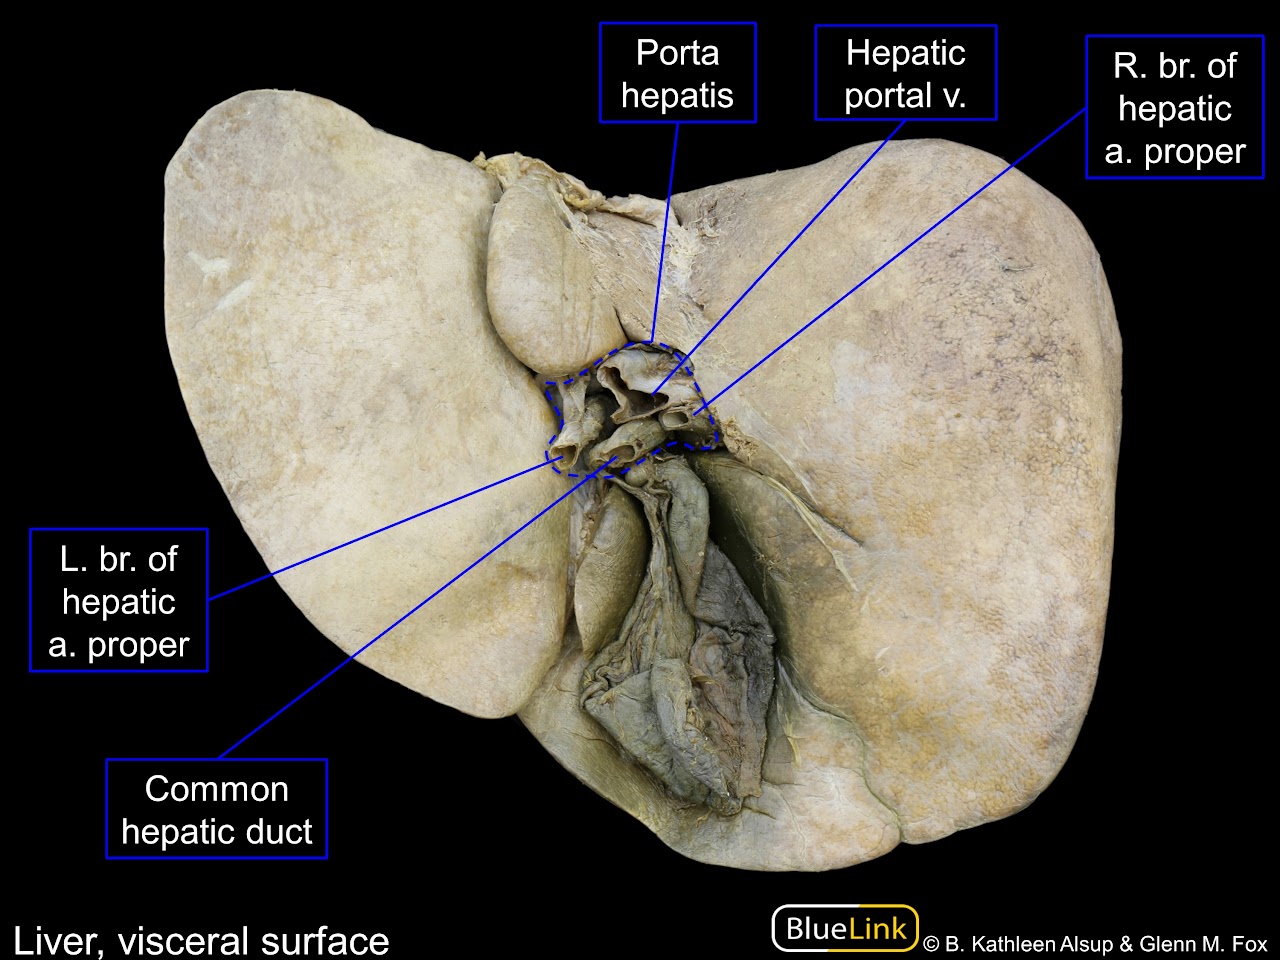 Porta
hepatis
Hepatic
portal v.
R. br. of
hepatic
a. proper
L. br. of
hepatic
a. proper
Common
hepatic duct
Liver, visceral surface
BlueLink
© B. Kathleen Alsup & Glenn M. Fox